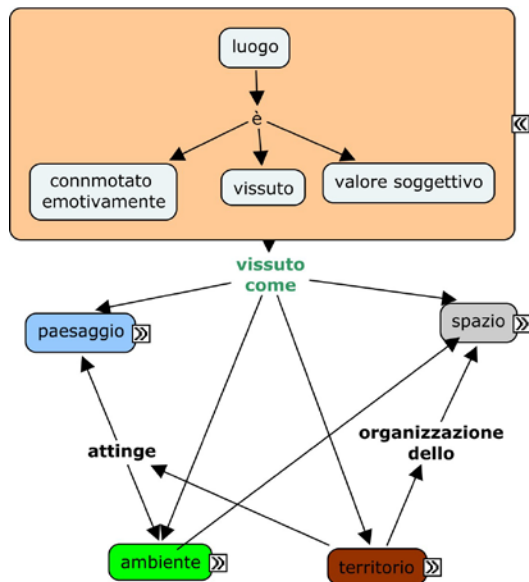 luogo
è
connmotato
emotivamente
vissuto
valore soggettivo
vissuto
come
paesaggio
spazio
attinge
organizzazione
dello
ambiente
territorio